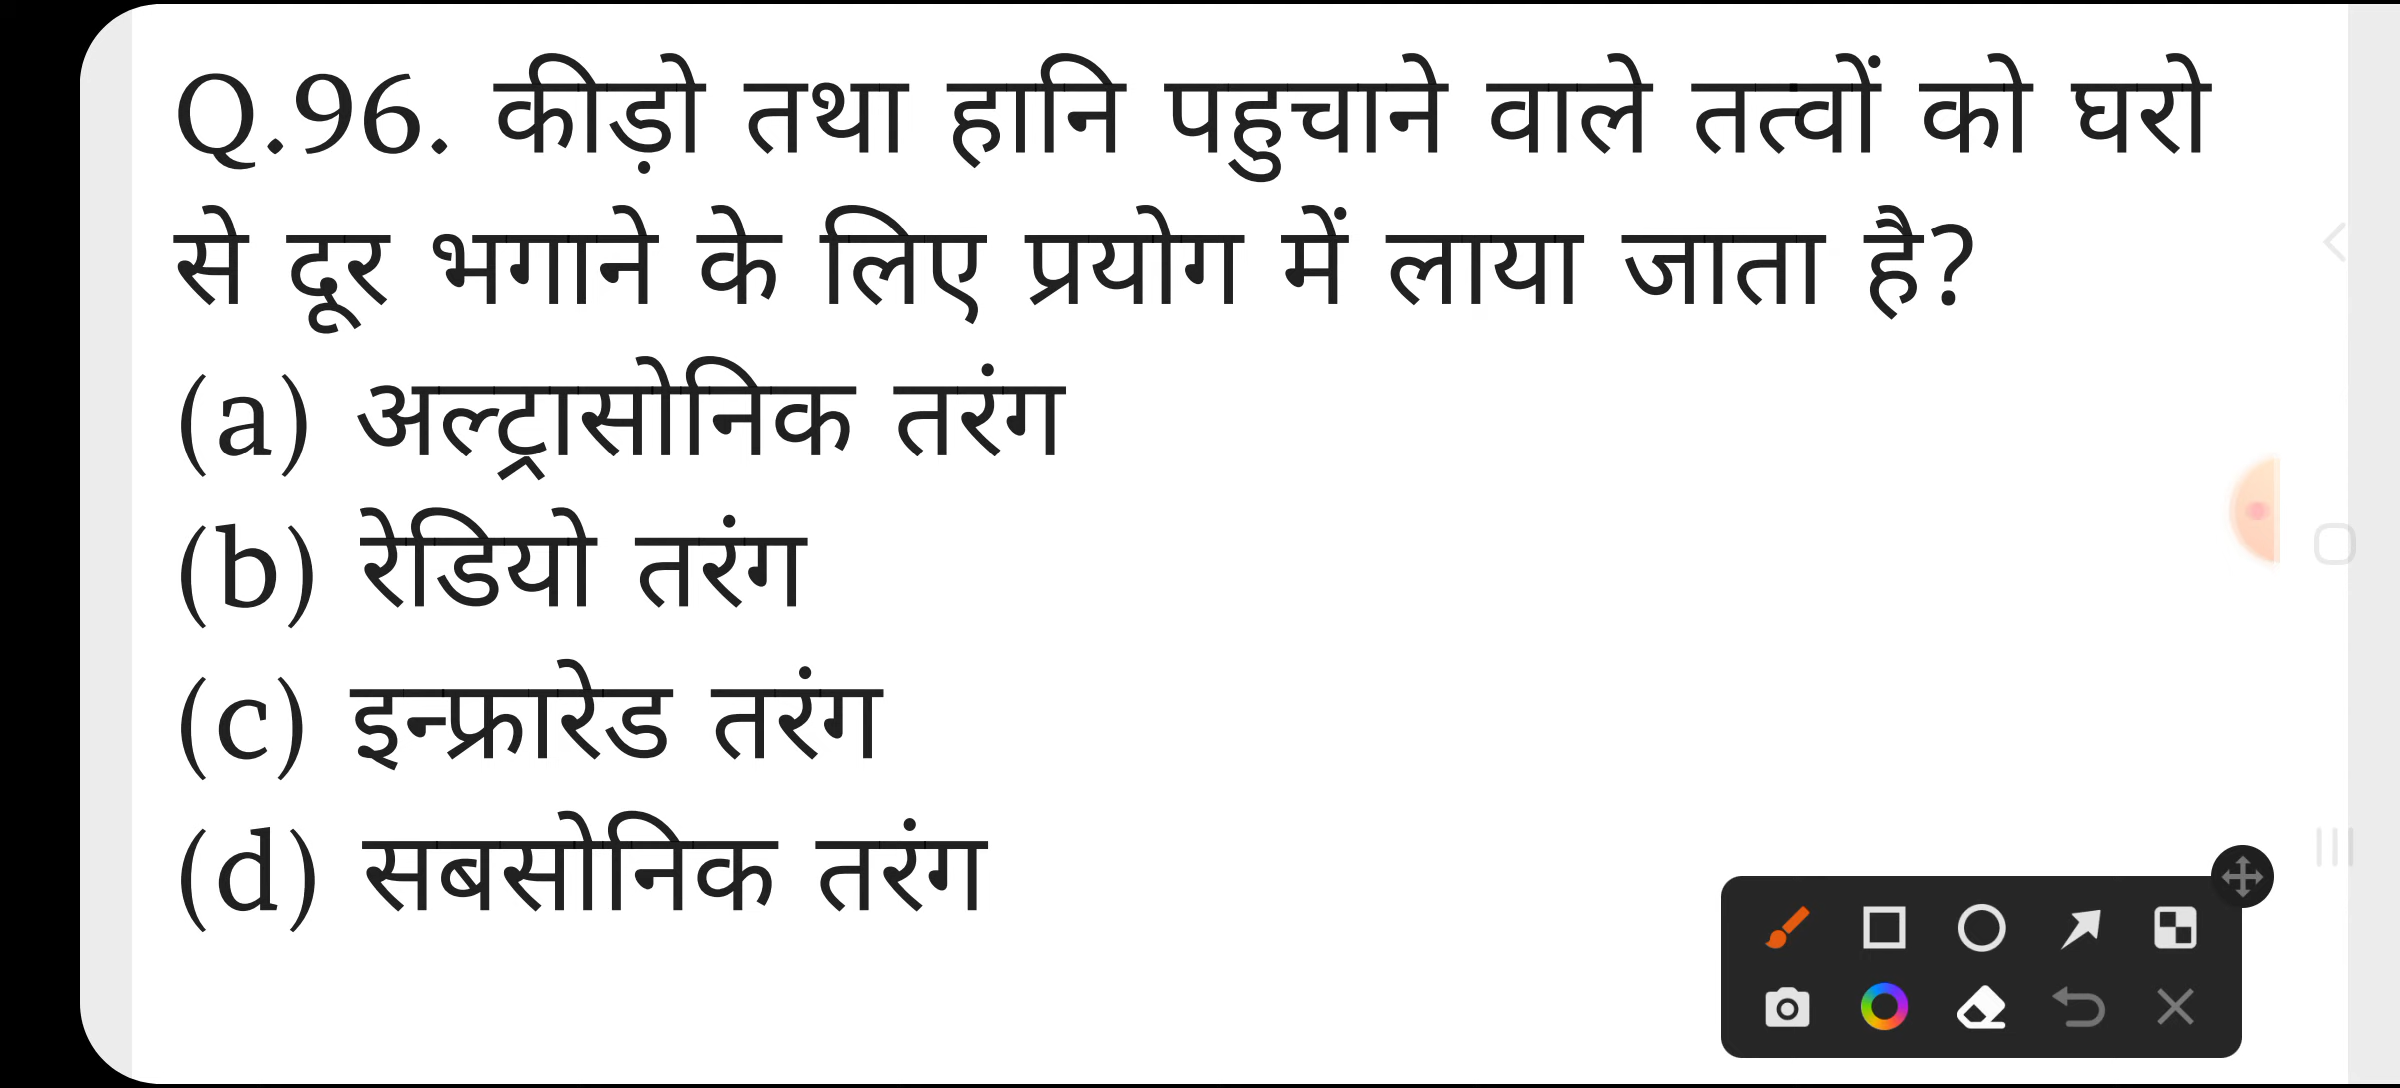 Q.96. कीड़ो तथा हानि पहुचाने वाले तत्वों को घरो
से दूर भगाने के लिए प्रयोग में लाया जाता है?
(a) अल्ट्रासोनिक तरंग
(b) रेडियो तरंग
(c) इन्फ्रारेड तरंग
(d) सबसोनिक तरंग